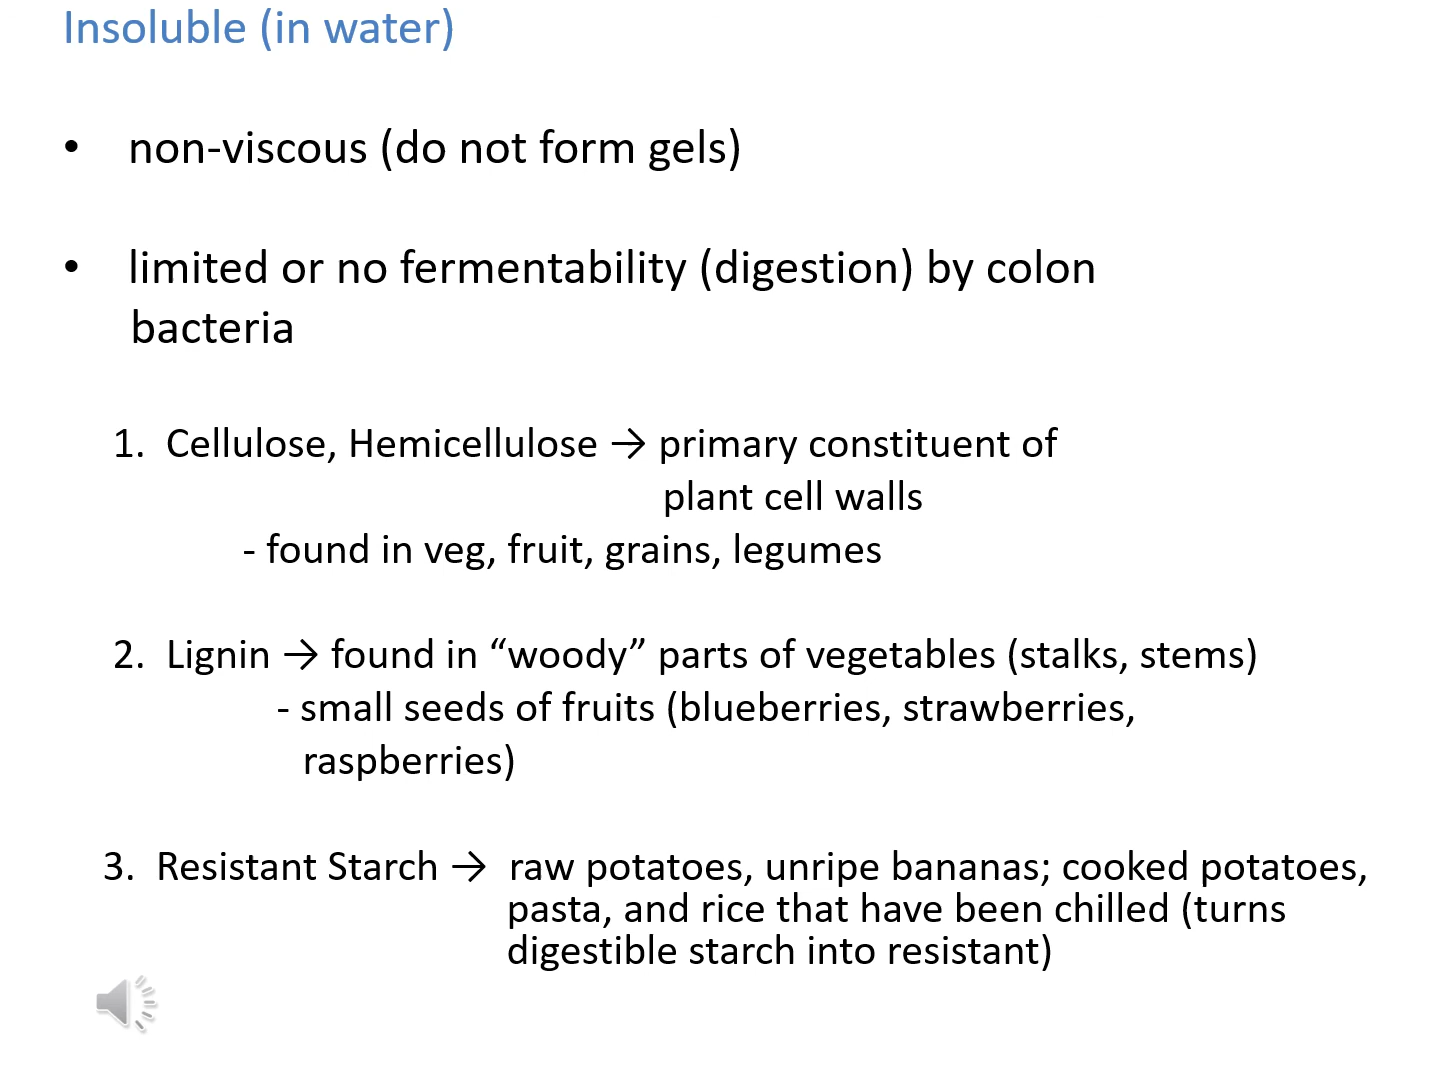 Insoluble (in water)
• non-viscous (do not form gels)
• limited or no fermentability (digestion) by colon
bacteria
1. Cellulose, Hemicellulose → primary constituent of
plant cell walls
- found in veg, fruit, grains, legumes
2. Lignin → found in “woody” parts of vegetables (stalks, stems)
- small seeds of fruits (blueberries, strawberries,
raspberries)
3. Resistant Starch → raw potatoes, unripe bananas; cooked potatoes,
pasta, and rice that have been chilled (turns
digestible starch into resistant)